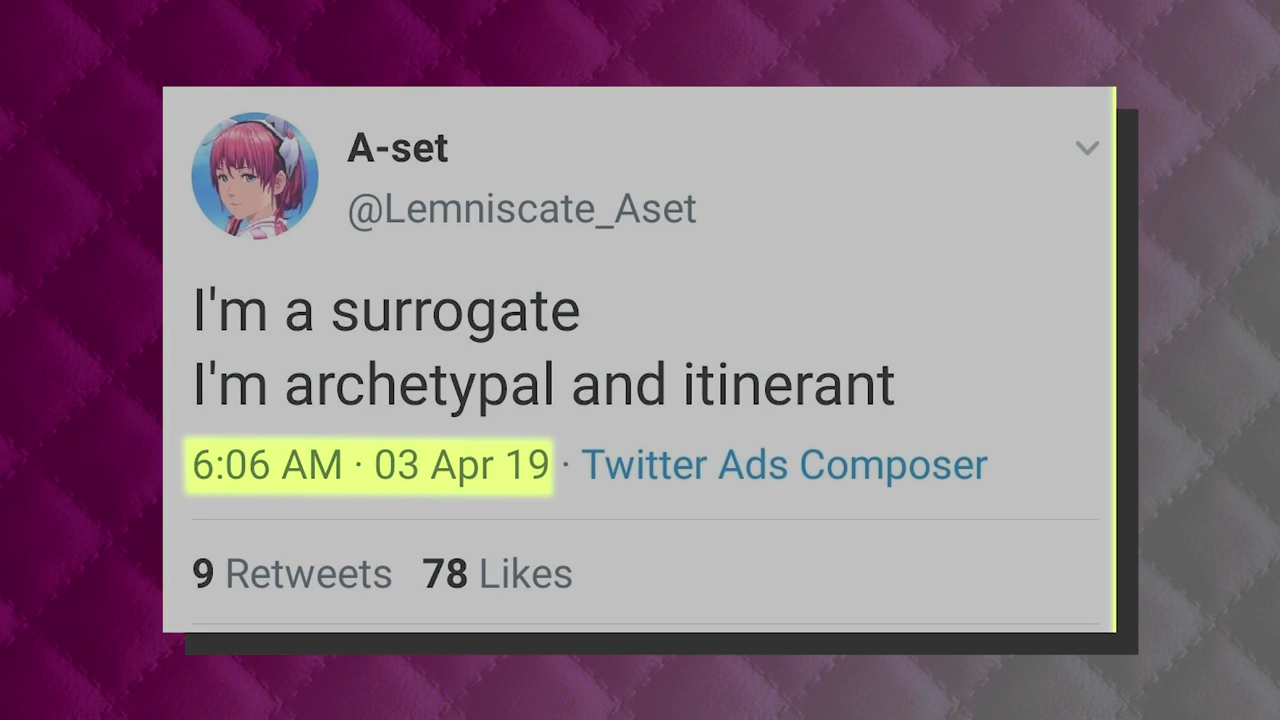 A-set
@Lemniscate_Aset
I'm a surrogate
I'm archetypal and itinerant
6:06 AM · 03 Apr 19 · Twitter Ads Composer
9 Retweets 78 Likes